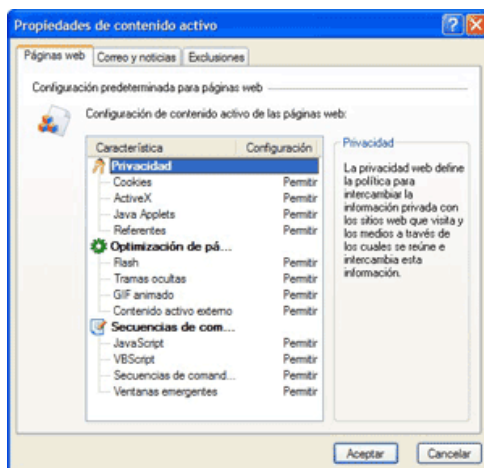 Propiedades de contenido activo
Páginas web Correo y noticias Exclusiones
Configuración predeterminada para páginas web
Configuración de contenido activo de las páginas web:
Característica Configuración
Privacidad
Cookies Permitir
ActiveX Permitir
Java Applets Permitir
Referentes Permitir
Optimización de pá...
Flash Permitir
Tramas ocultas Permitir
GIF animado Permitir
Contenido activo externo Permitir
Secuencias de com...
JavaScript Permitir
VBScript Permitir
Secuencias de comand... Permitir
Ventanas emergentes Permitir
Privacidad
La privacidad web define
la política para
intercambiar la
información privada con
los sitios web que visita y
los medios a través de
los cuales se reúne e
intercambia esta
información.
Aceptar Cancelar